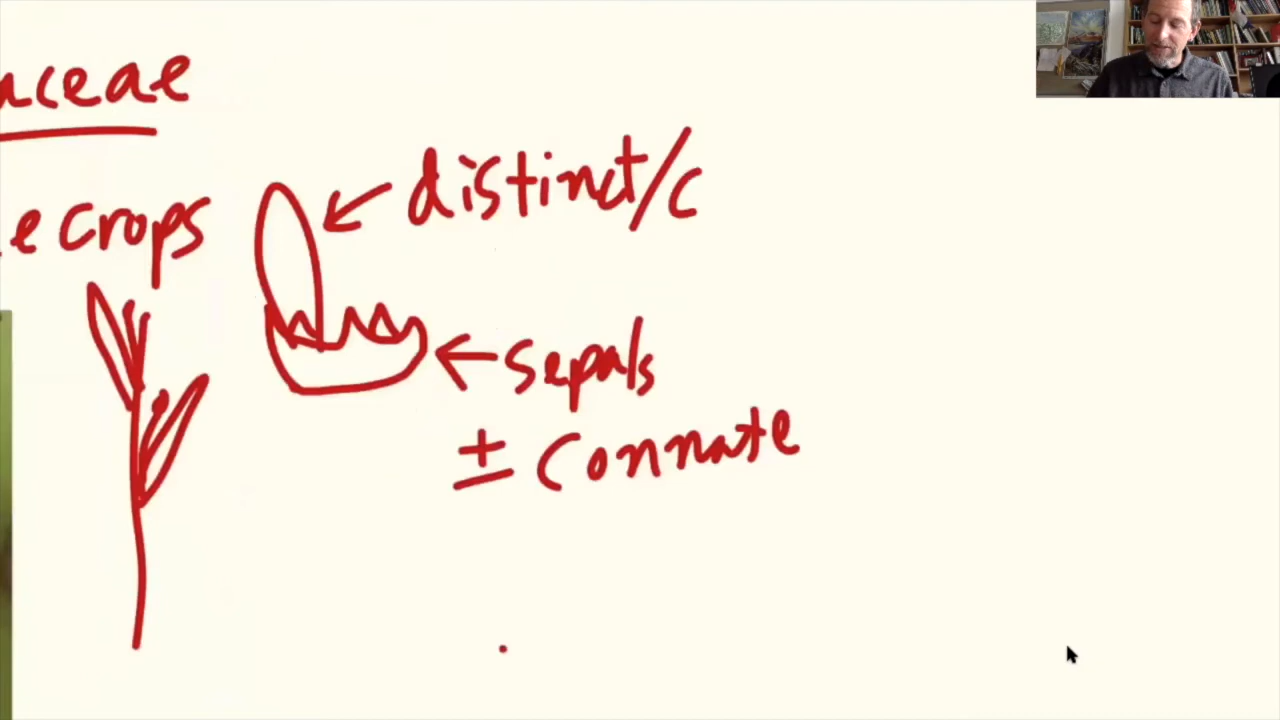 aceae
e crops
distinct/c
sepals
± connate